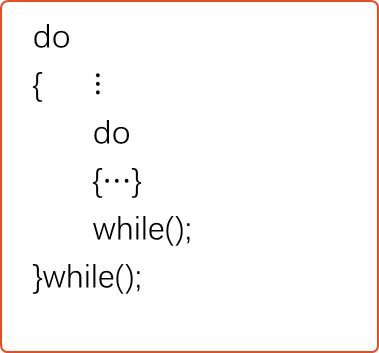 do
{ ⋮
do
{⋯}
while();
}while();